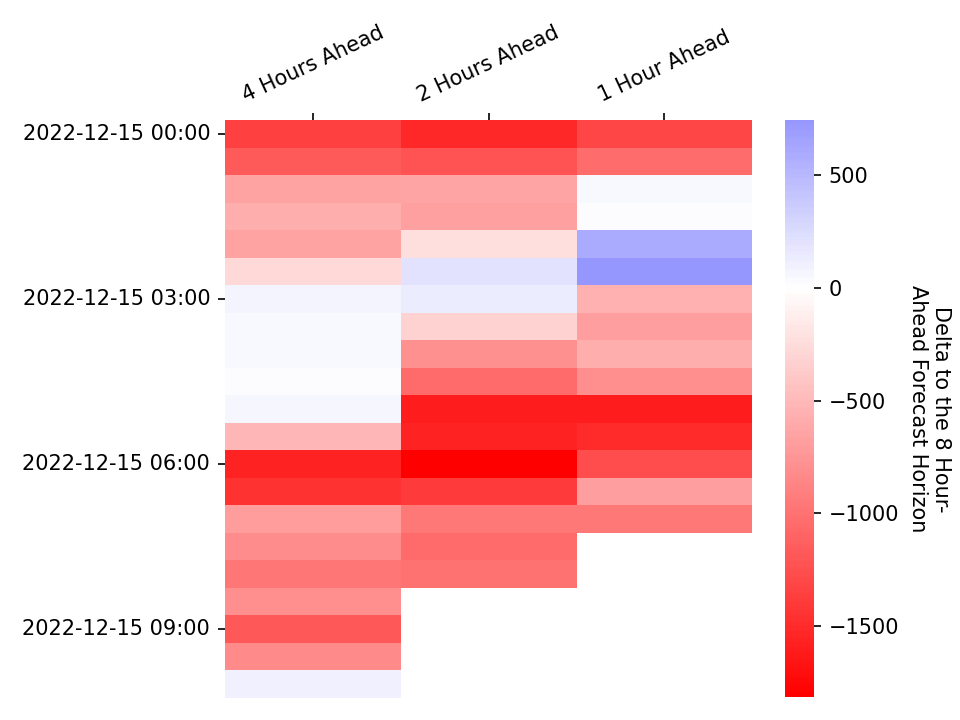 4 Hours Ahead
2 Hours Ahead
1 Hour Ahead
2022-12-15 00:00
2022-12-15 03:00
2022-12-15 06:00
2022-12-15 09:00
500
0
−500
−1000
−1500
Delta to the 8 Hour-
Ahead Forecast Horizon